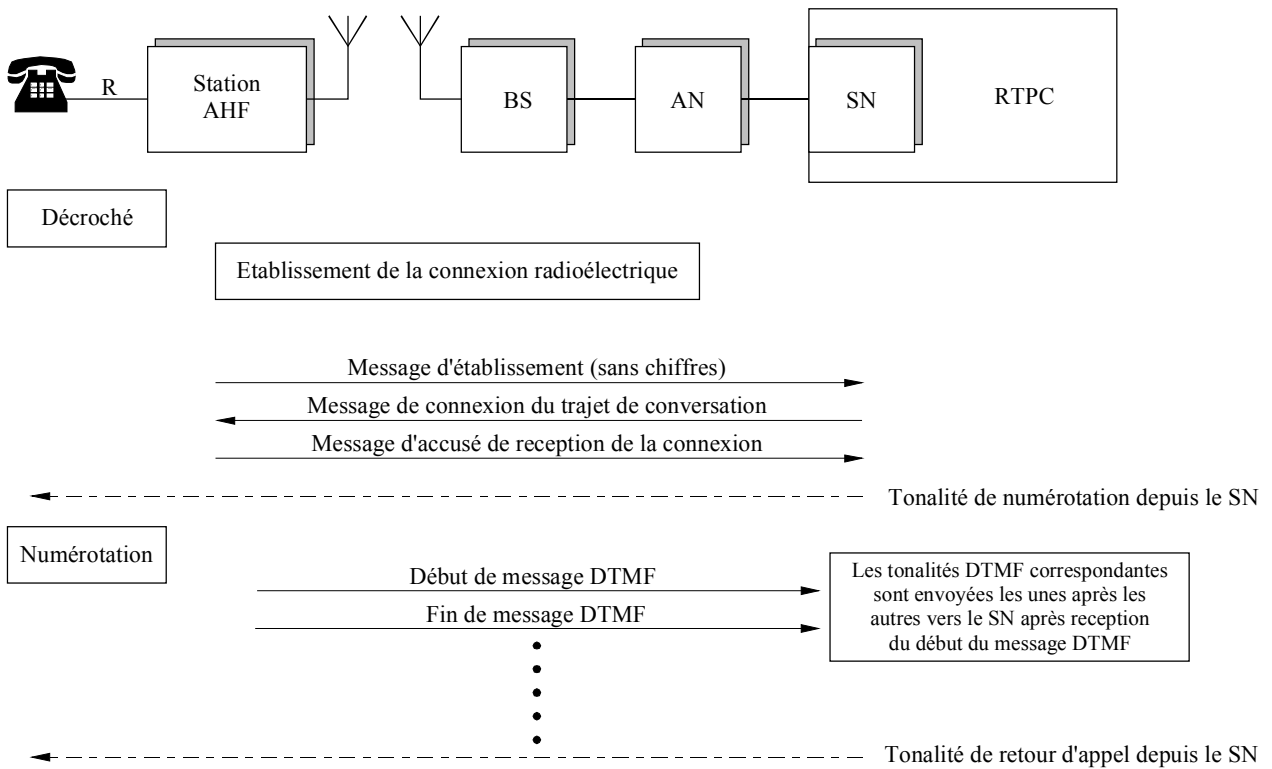 R
Station
AHF
BS
AN
SN
RTPC
Décroché
Etablissement de la connexion radioélectrique
Message d'établissement (sans chiffres)
Message de connexion du trajet de conversation
Message d'accusé de reception de la connexion
Tonalité de numérotation depuis le SN
Numérotation
Début de message DTMF
Fin de message DTMF
Les tonalités DTMF correspondantes
sont envoyées les unes après les
autres vers le SN après reception
du début du message DTMF
Tonalité de retour d'appel depuis le SN